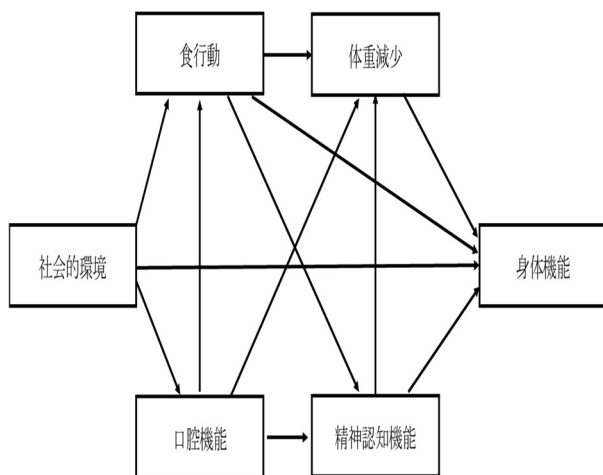 食行動
体重減少
社会的環境
身体機能
口腔機能
精神認知機能